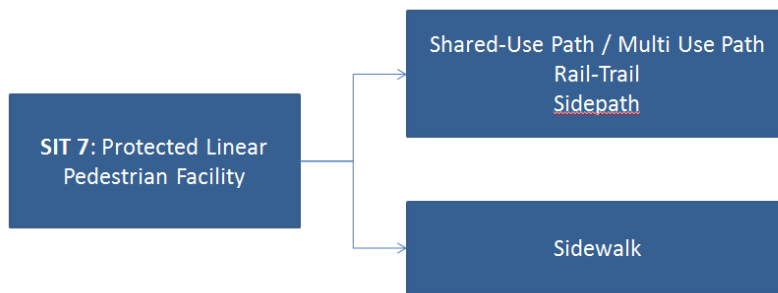 SIT 7: Protected Linear
Pedestrian Facility
Shared-Use Path / Multi Use Path
Rail-Trail
Sidepath
Sidewalk